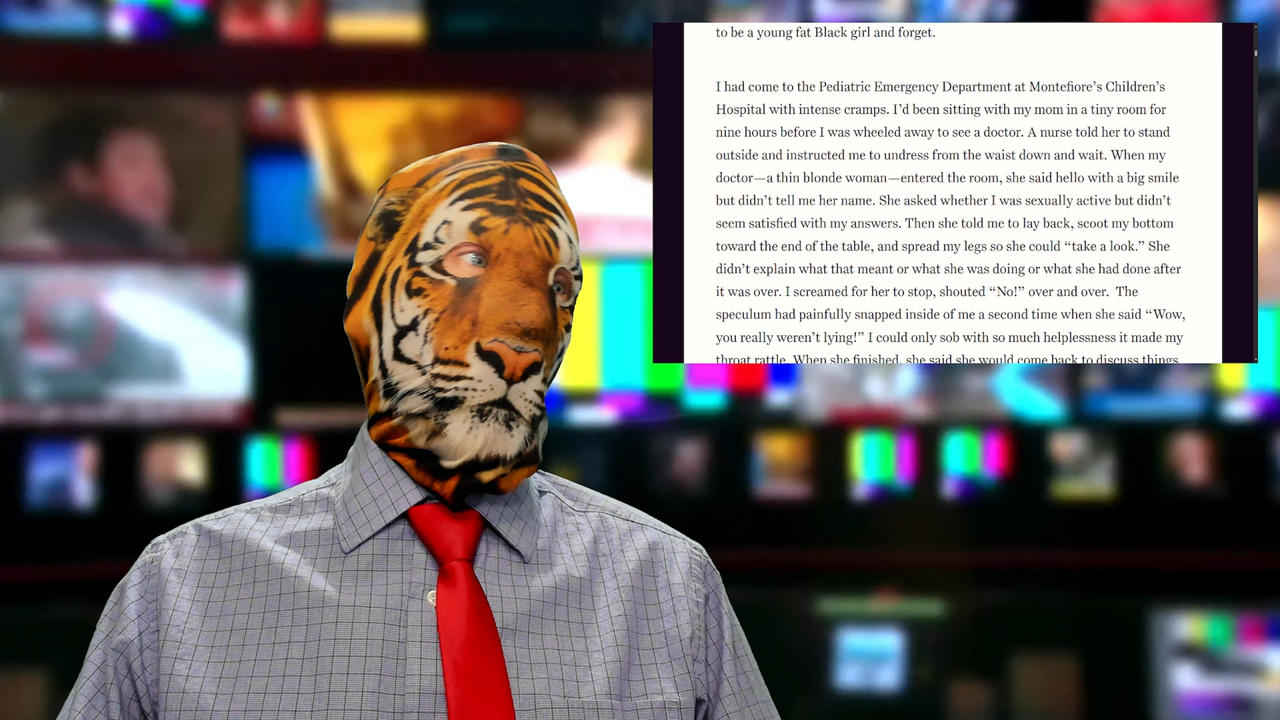 to be a young fat Black girl and forget.
I had come to the Pediatric Emergency Department at Montefiore’s Children’s
Hospital with intense cramps. I’d been sitting with my mom in a tiny room for
nine hours before I was wheeled away to see a doctor. A nurse told her to stand
outside and instructed me to undress from the waist down and wait. When my
doctor—a thin blonde woman—entered the room, she said hello with a big smile
but didn’t tell me her name. She asked whether I was sexually active but didn’t
seem satisfied with my answers. Then she told me to lay back, scoot my bottom
toward the end of the table, and spread my legs so she could “take a look.” She
didn’t explain what that meant or what she was doing or what she had done after
it was over. I screamed for her to stop, shouted “No!” over and over. The
speculum had painfully snapped inside of me a second time when she said “Wow,
you really weren’t lying!” I could only sob with so much helplessness it made my
throat rattle. When she finished, she said she would come back to discuss things